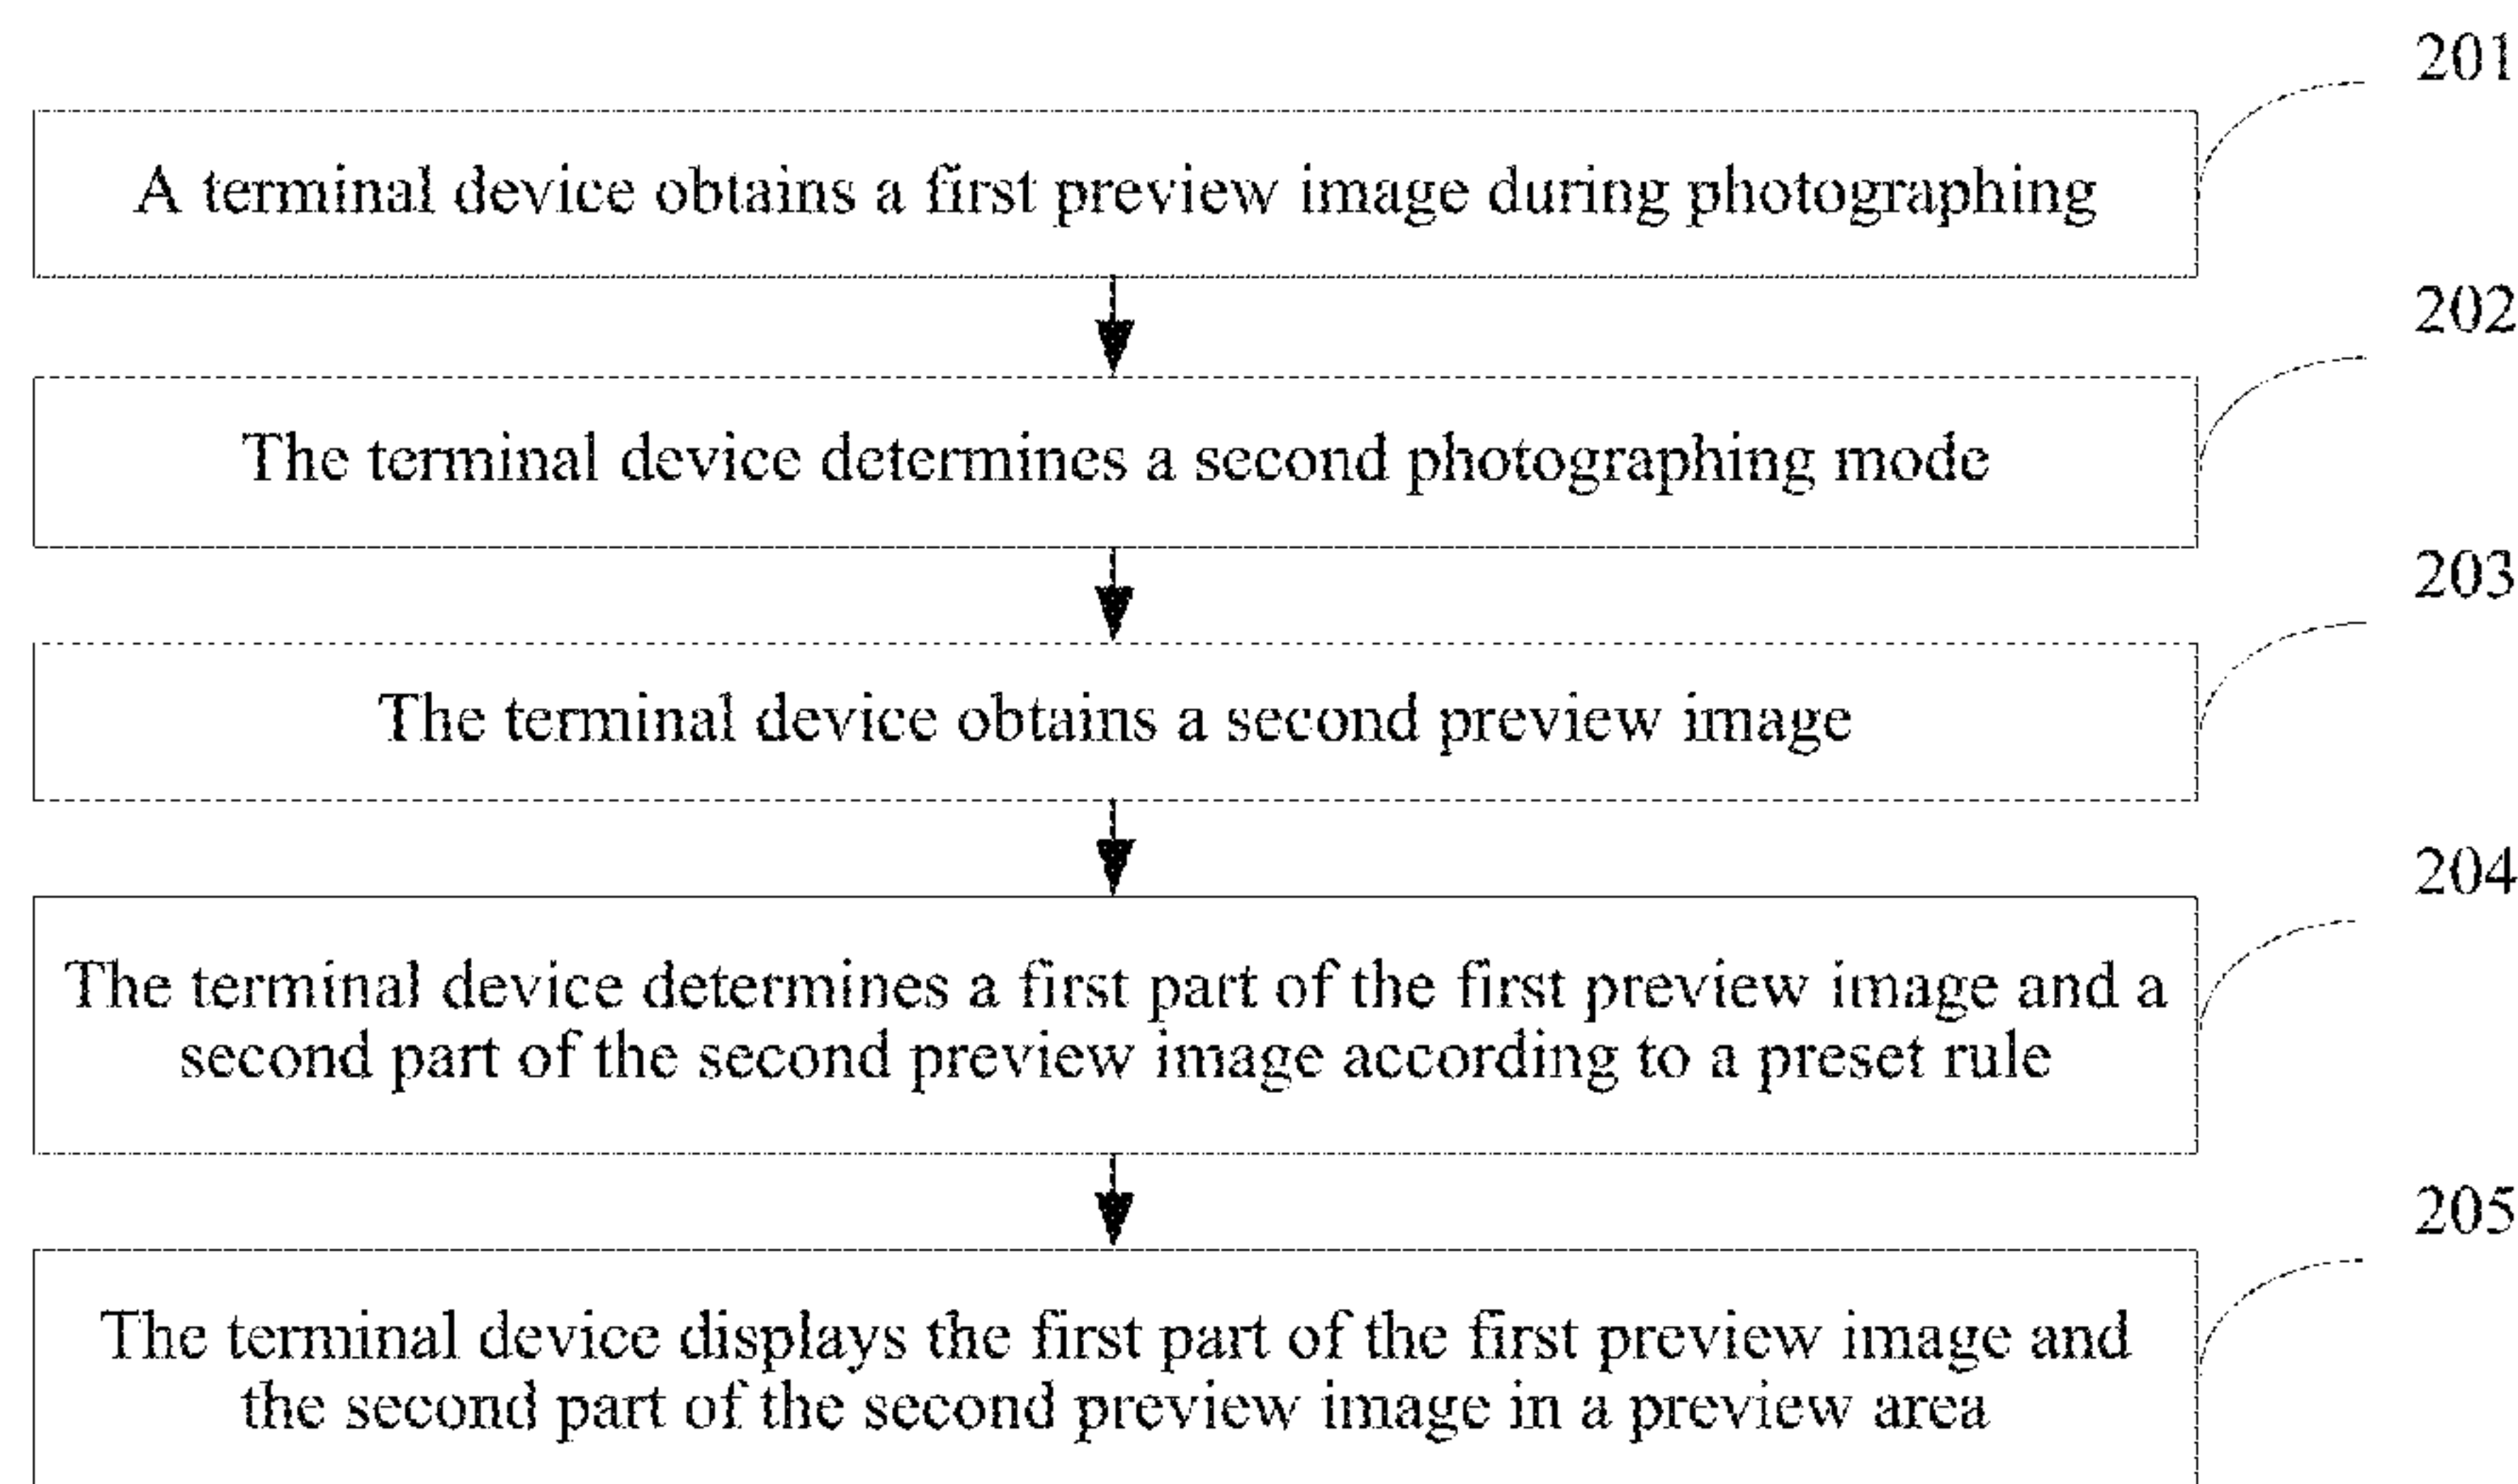 201
A terminal device obtains a first preview image during photographing
202
The terminal device determines a second photographing mode
203
The terminal device obtains a second preview image
204
The terminal device determines a first part of the first preview image and a
second part of the second preview image according to a preset rule
205
The terminal device displays the first part of the first preview image and
the second part of the second preview image in a preview area